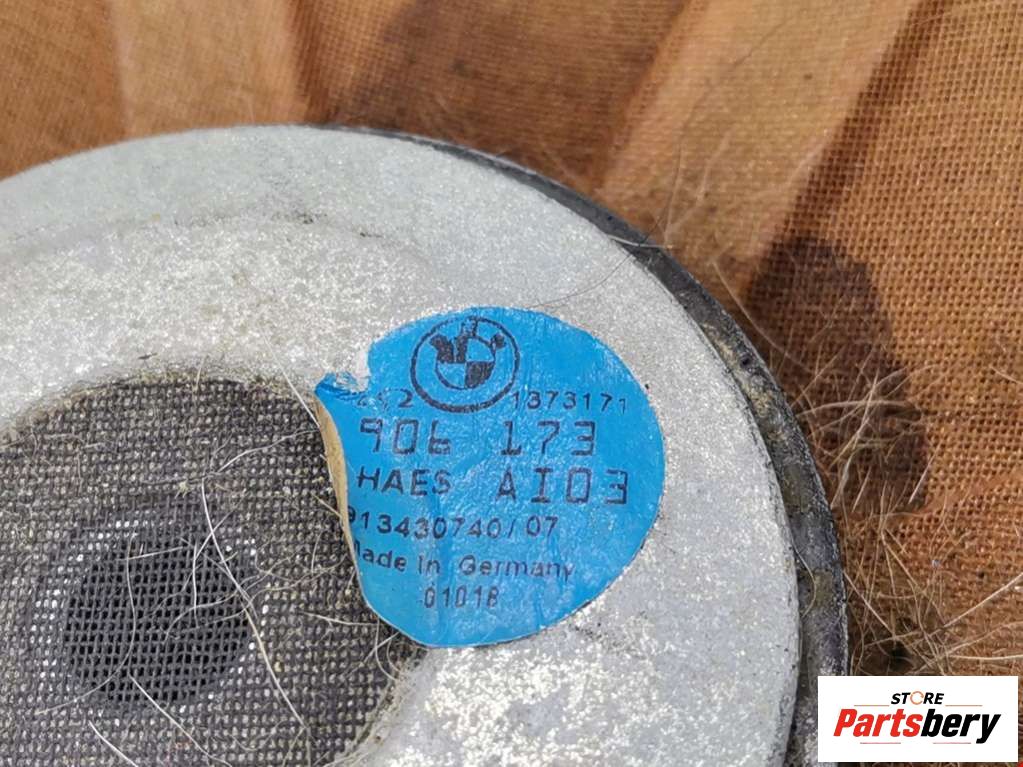 1373171
906 173
HAES AI03
913430740/07
Made In Germany
01018
STORE
Partsbery